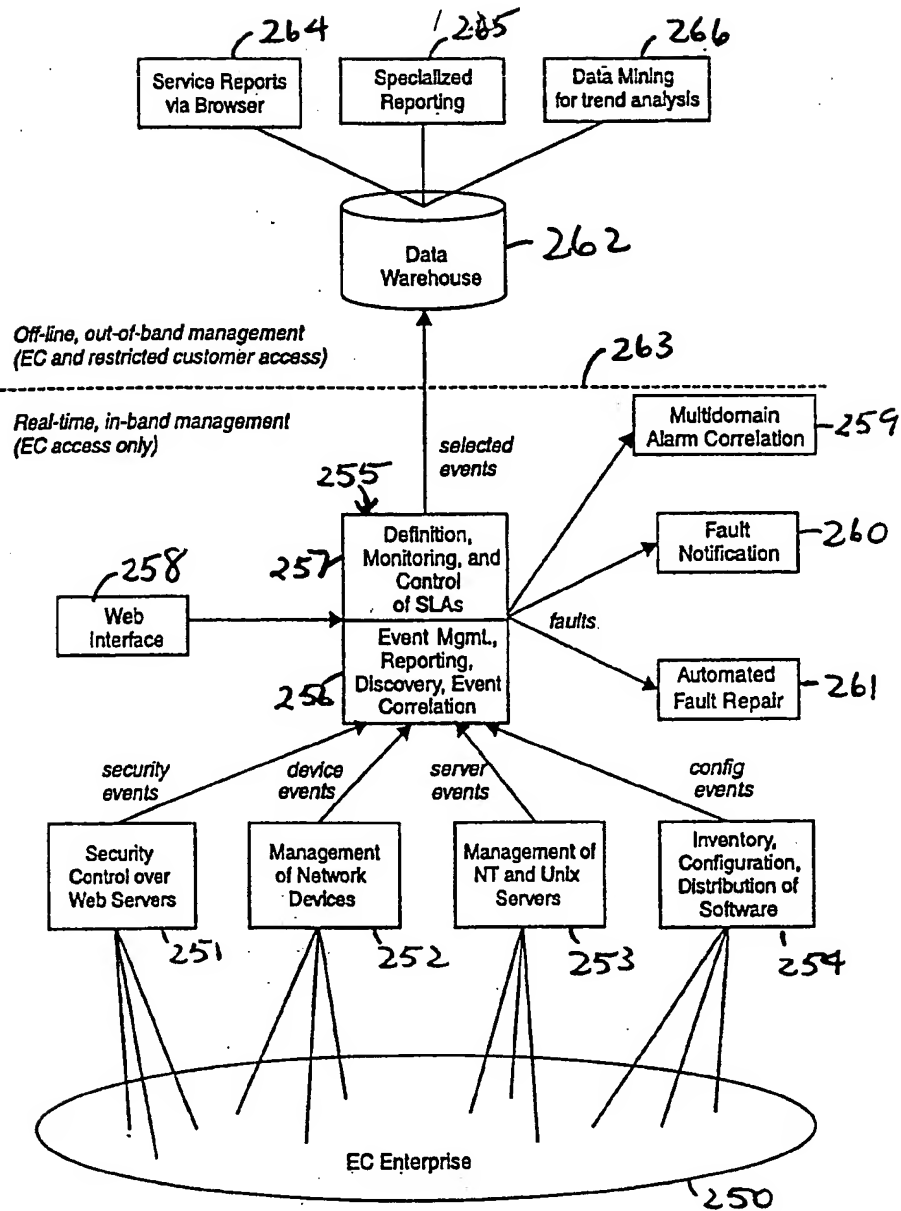 264
265
266
Service Reports
via Browser
Specialized
Reporting
Data Mining
for trend analysis
Data
Warehouse
262
Off-line, out-of-band management
(EC and restricted customer access)
263
Real-time, in-band management
(EC access only)
selected
events
Multidomain
Alarm Correlation
259
255
257
Definition,
Monitoring, and
Control
of SLAs
Fault
Notification
260
258
Web
Interface
faults
256
Event Mgmt.,
Reporting,
Discovery, Event
Correlation
Automated
Fault Repair
261
security
events
device
events
server
events
config
events
Security
Control over
Web Servers
251
Management
of Network
Devices
252
Management of
NT and Unix
Servers
253
Inventory,
Configuration,
Distribution of
Software
254
EC Enterprise
250